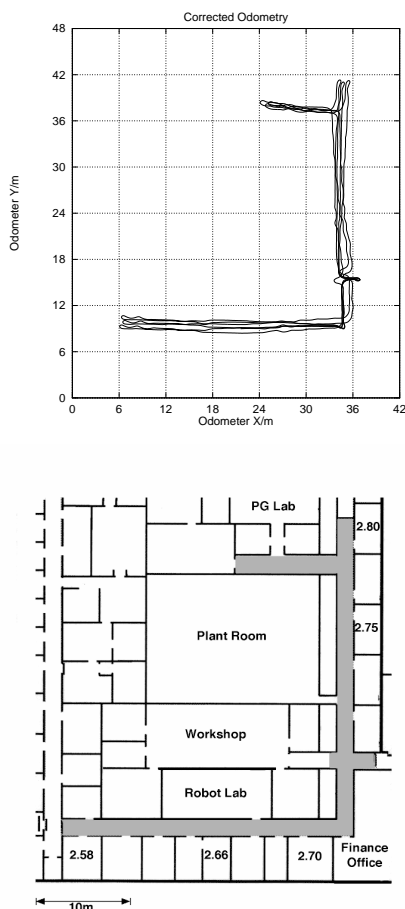 Corrected Odometry
48
42
36
30
24
18
12
6
0
Odometer Y/m
0 6 12 18 24 30 36 42
Odometer X/m
PG Lab
2.80
2.75
Plant Room
Workshop
Robot Lab
Finance
Office
2.58 2.66 2.70
10m